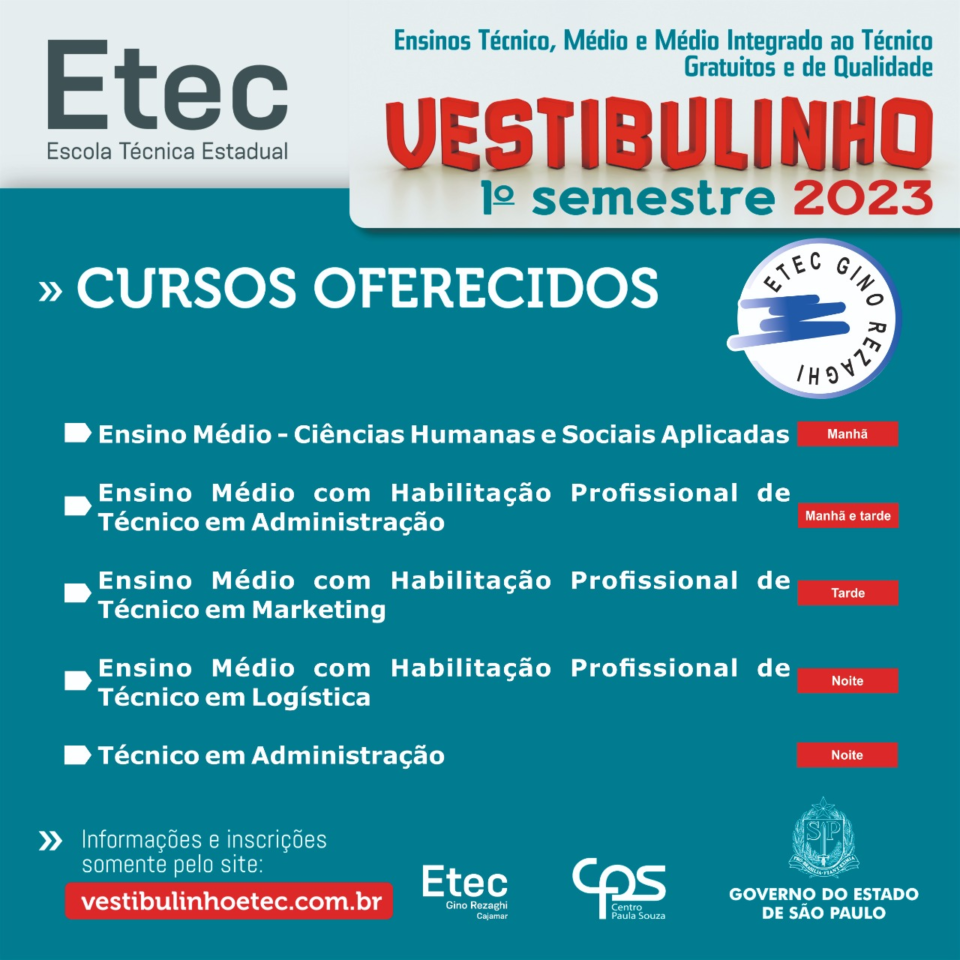 Etec
Escola Técnica Estadual
Ensinos Técnico, Médio e Médio Integrado ao Técnico
Gratuitos e de Qualidade
VESTIBULINHO
1º semestre 2023
» CURSOS OFERECIDOS
ETEC GINO REZAGHI
Ensino Médio - Ciências Humanas e Sociais Aplicadas
Manhã
Ensino Médio com Habilitação Profissional de
Técnico em Administração
Manhã e tarde
Ensino Médio com Habilitação Profissional de
Técnico em Marketing
Tarde
Ensino Médio com Habilitação Profissional de
Técnico em Logística
Noite
Técnico em Administração
Noite
» Informações e inscrições
somente pelo site:
vestibulinhoetec.com.br
Etec
Gino Rezaghi
Cajamar
CPS
Centro
Paula Souza
SP
GOVERNO DO ESTADO
DE SÃO PAULO